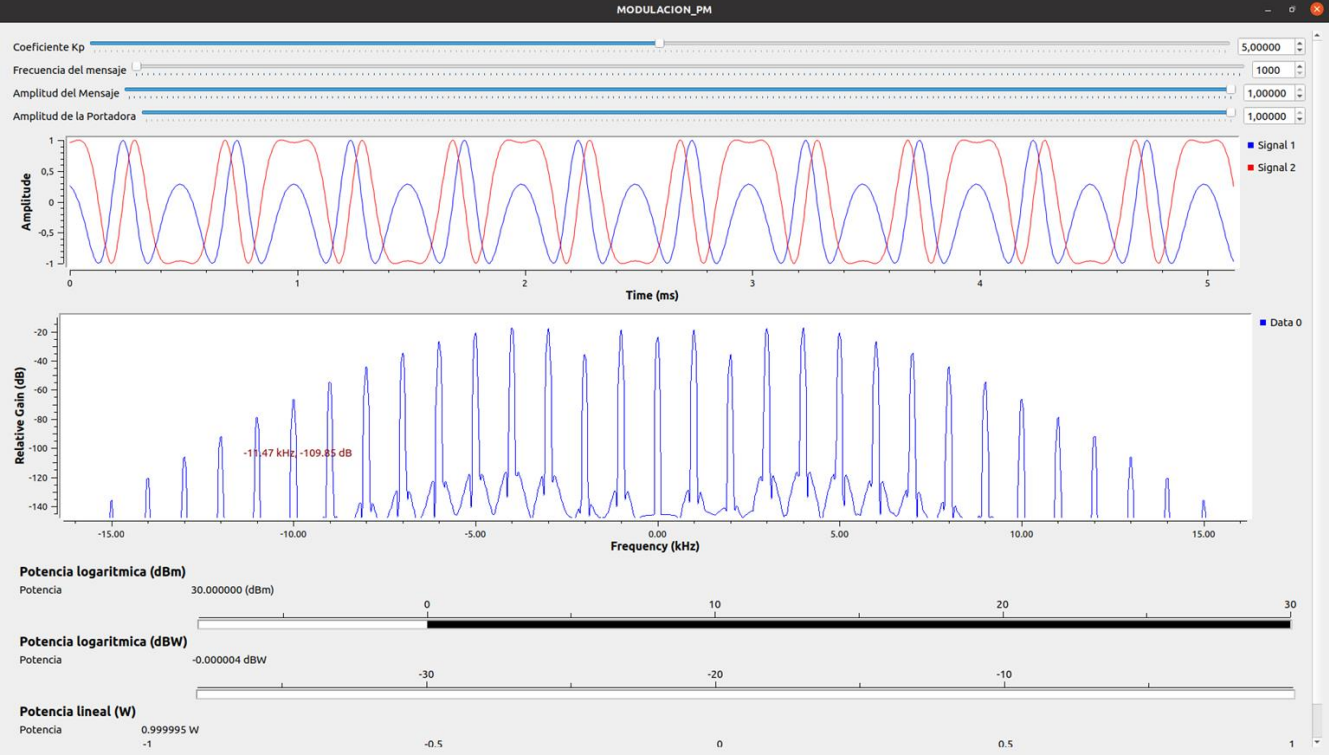 MODULACION_PM
Coeficiente Kp 5,00000
Frecuencia del mensaje 1000
Amplitud del Mensaje 1,00000
Amplitud de la Portadora 1,00000
Signal 1
Signal 2
Amplitude
1
0,5
0
-0,5
-1
0 1 2 3 4 5
Time (ms)
Data 0
Relative Gain (dB)
-20
-40
-60
-80
-100
-120
-140
-11.47 kHz, -109.85 dB
-15.00 -10.00 -5.00 0.00 5.00 10.00 15.00
Frequency (kHz)
Potencia logaritmica (dBm)
Potencia 30.000000 (dBm)
0 10 20 30
Potencia logaritmica (dBW)
Potencia -0.000004 dBW
-30 -20 -10
Potencia lineal (W)
Potencia 0.999995 W
-1 -0.5 0 0.5 1